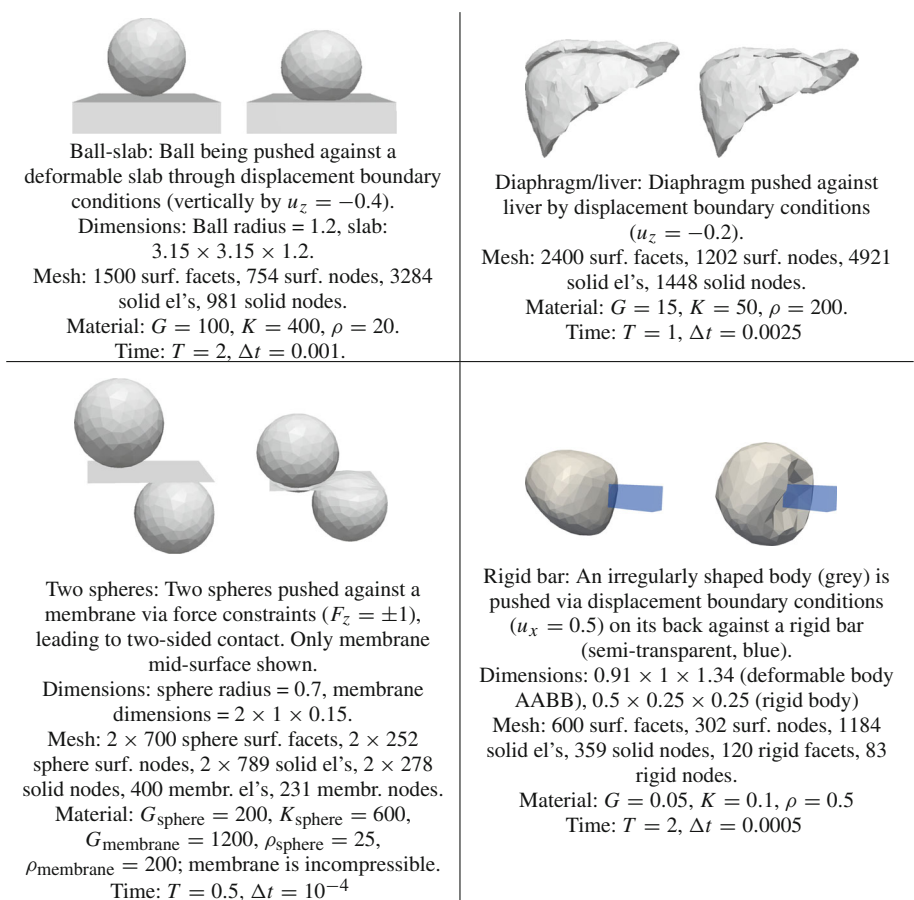 Ball-slab: Ball being pushed against a
deformable slab through displacement boundary
conditions (vertically by u_z = −0.4).
Dimensions: Ball radius = 1.2, slab:
3.15 × 3.15 × 1.2.
Mesh: 1500 surf. facets, 754 surf. nodes, 3284
solid el's, 981 solid nodes.
Material: G = 100, K = 400, ρ = 20.
Time: T = 2, Δt = 0.001.
Diaphragm/liver: Diaphragm pushed against
liver by displacement boundary conditions
(u_z = −0.2).
Mesh: 2400 surf. facets, 1202 surf. nodes, 4921
solid el's, 1448 solid nodes.
Material: G = 15, K = 50, ρ = 200.
Time: T = 1, Δt = 0.0025
Two spheres: Two spheres pushed against a
membrane via force constraints (F_z = ±1),
leading to two-sided contact. Only membrane
mid-surface shown.
Dimensions: sphere radius = 0.7, membrane
dimensions = 2 × 1 × 0.15.
Mesh: 2 × 700 sphere surf. facets, 2 × 252
sphere surf. nodes, 2 × 789 solid el's, 2 × 278
solid nodes, 400 membr. el's, 231 membr. nodes.
Material: G_sphere = 200, K_sphere = 600,
G_membrane = 1200, ρ_sphere = 25,
ρ_membrane = 200; membrane is incompressible.
Time: T = 0.5, Δt = 10^−4
Rigid bar: An irregularly shaped body (grey) is
pushed via displacement boundary conditions
(u_x = 0.5) on its back against a rigid bar
(semi-transparent, blue).
Dimensions: 0.91 × 1 × 1.34 (deformable body
AABB), 0.5 × 0.25 × 0.25 (rigid body)
Mesh: 600 surf. facets, 302 surf. nodes, 1184
solid el's, 359 solid nodes, 120 rigid facets, 83
rigid nodes.
Material: G = 0.05, K = 0.1, ρ = 0.5
Time: T = 2, Δt = 0.0005